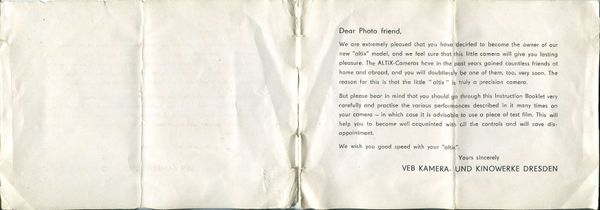 Dear Photo friend,
We are extremely pleased that you have decided to become the owner of our
new "altix" model, and we feel sure that this little camera will give you lasting
pleasure. The ALTIX-Cameras have in the past years gained countless friends at
home and abroad, and you will doubtlessly be one of them, too, very soon. The
reason for this is that the little "altix" is truly a precision camera.
But please bear in mind that you should go through this Instruction Booklet very
carefully and practise the various performances described in it many times on
your camera – in which case it is advisable to use a piece of test film. This will
help you to become well acquainted with all the controls and will save dis-
appointment.
We wish you good speed with your "altix".
Yours sincerely
VEB KAMERA- UND KINOWERKE DRESDEN